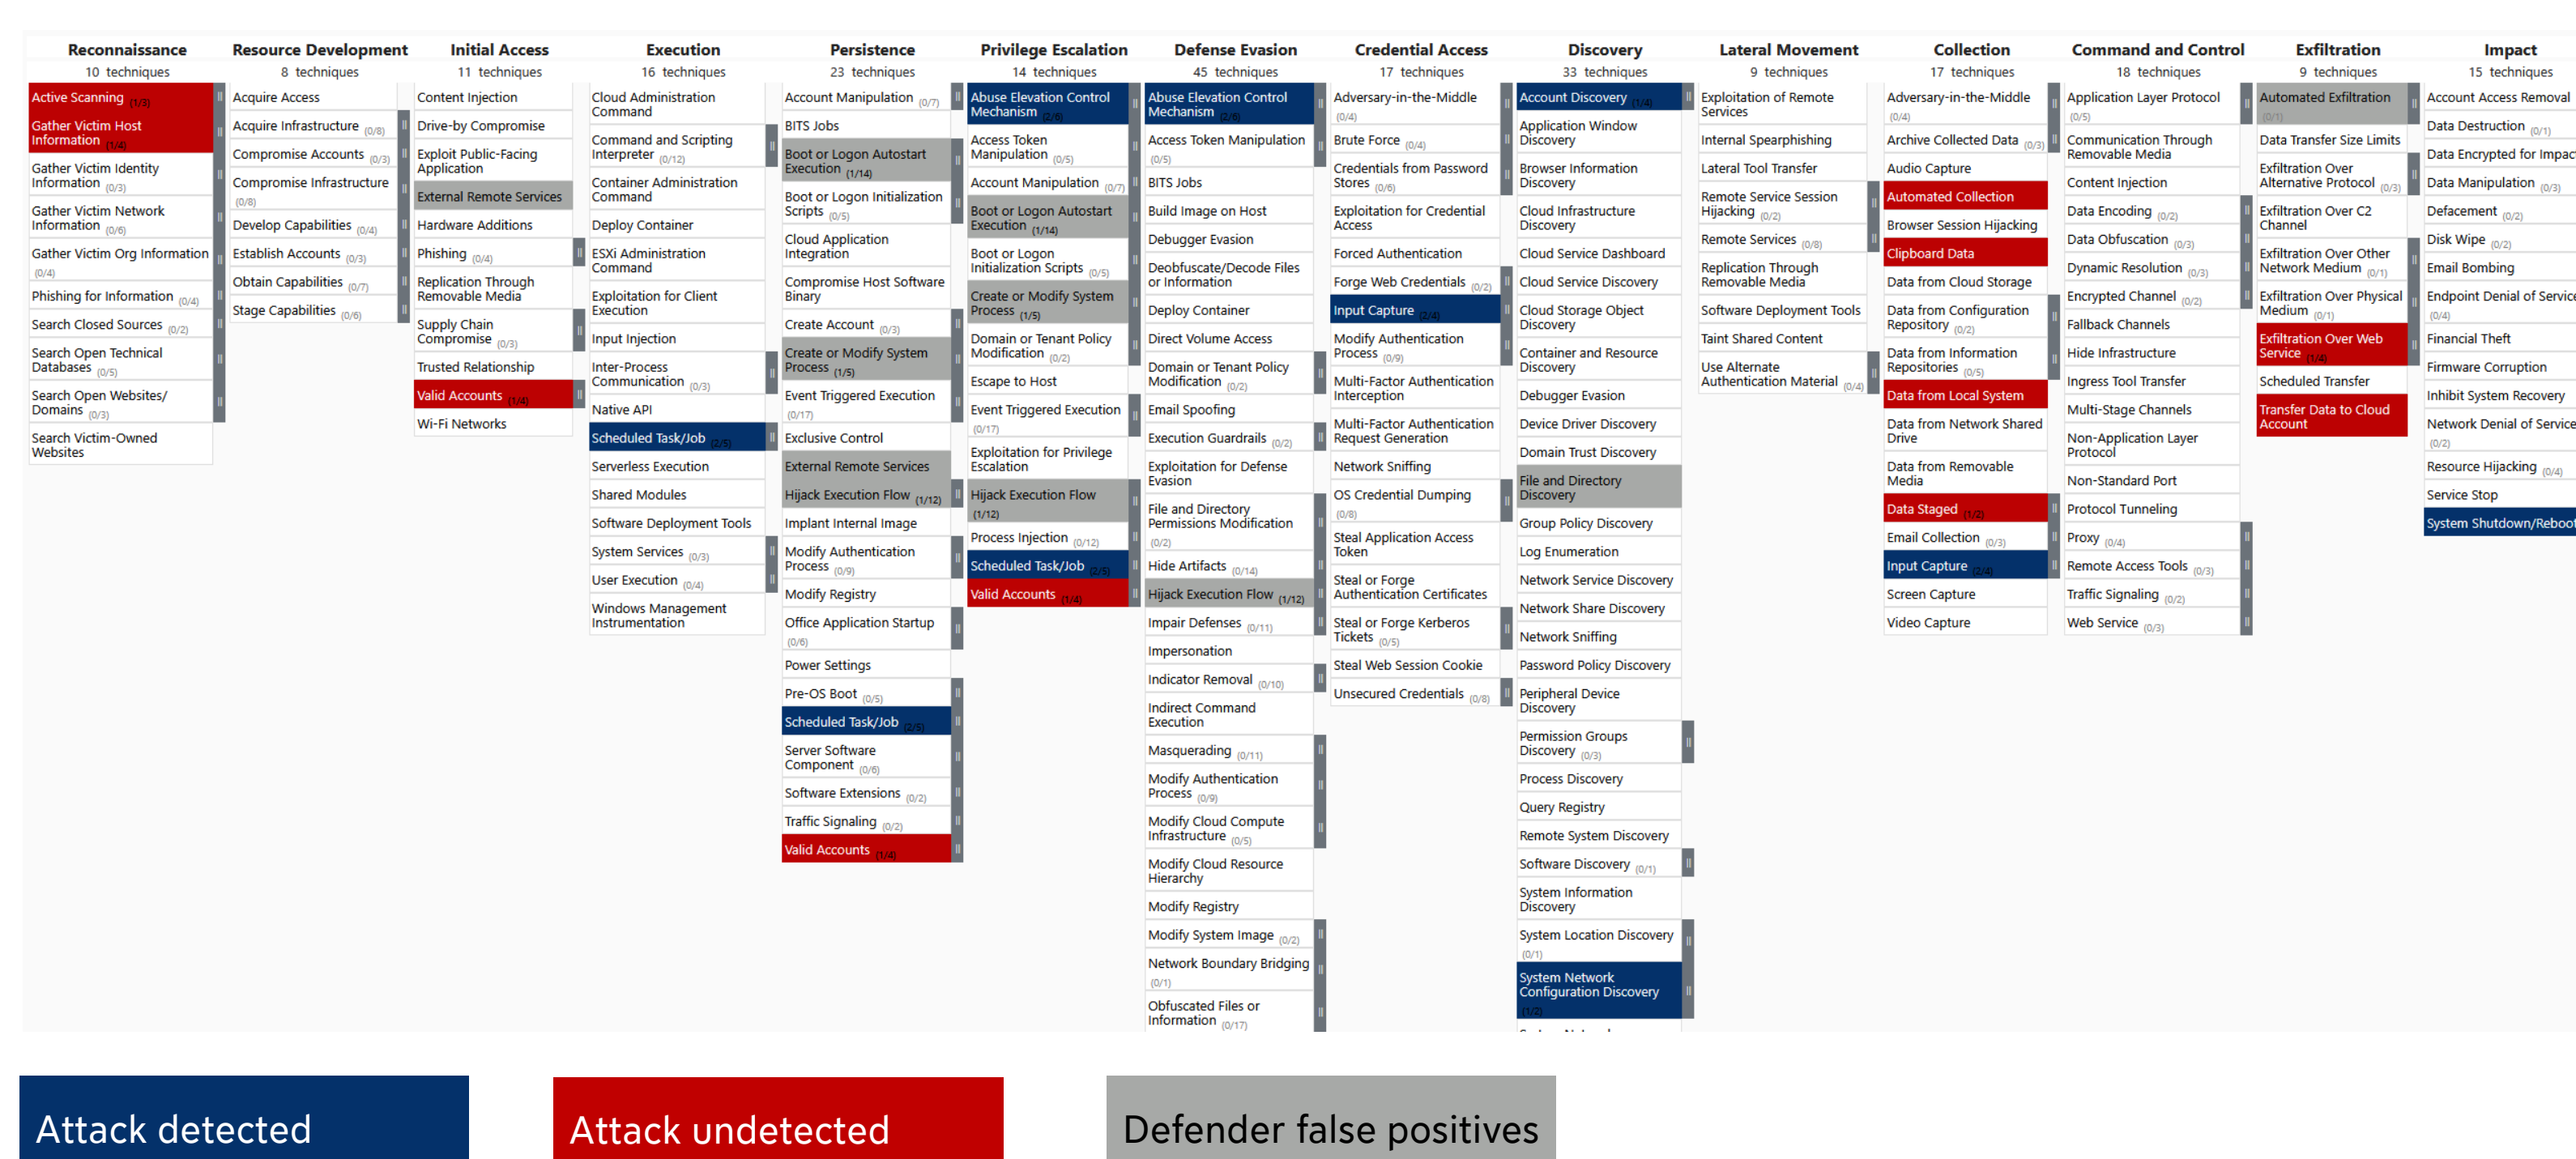 Reconnaissance
10 techniques
Active Scanning (1/3)
Gather Victim Host
Information (1/4)
Gather Victim Identity
Information (0/3)
Gather Victim Network
Information (0/6)
Gather Victim Org Information
(0/4)
Phishing for Information (0/4)
Search Closed Sources (0/2)
Search Open Technical
Databases (0/5)
Search Open Websites/
Domains (0/3)
Search Victim-Owned
Websites
Resource Development
8 techniques
Acquire Access
Acquire Infrastructure (0/8)
Compromise Accounts (0/3)
Compromise Infrastructure
(0/8)
Develop Capabilities (0/4)
Establish Accounts (0/3)
Obtain Capabilities (0/7)
Stage Capabilities (0/6)
Initial Access
11 techniques
Content Injection
Drive-by Compromise
Exploit Public-Facing
Application
External Remote Services
Hardware Additions
Phishing (0/4)
Replication Through
Removable Media
Supply Chain
Compromise (0/3)
Trusted Relationship
Valid Accounts (1/4)
Wi-Fi Networks
Execution
16 techniques
Cloud Administration
Command
Command and Scripting
Interpreter (0/12)
Container Administration
Command
Deploy Container
ESXi Administration
Command
Exploitation for Client
Execution
Input Injection
Inter-Process
Communication (0/3)
Native API
Scheduled Task/Job (2/5)
Serverless Execution
Shared Modules
Software Deployment Tools
System Services (0/3)
User Execution (0/4)
Windows Management
Instrumentation
Persistence
23 techniques
Account Manipulation (0/7)
BITS Jobs
Boot or Logon Autostart
Execution (1/14)
Boot or Logon Initialization
Scripts (0/5)
Cloud Application
Integration
Compromise Host Software
Binary
Create Account (0/3)
Create or Modify System
Process (1/5)
Event Triggered Execution
(0/17)
Exclusive Control
External Remote Services
Hijack Execution Flow (1/12)
Implant Internal Image
Modify Authentication
Process (0/9)
Modify Registry
Office Application Startup
(0/6)
Power Settings
Pre-OS Boot (0/5)
Scheduled Task/Job (2/5)
Server Software
Component (0/6)
Software Extensions (0/2)
Traffic Signaling (0/2)
Valid Accounts (1/4)
Privilege Escalation
14 techniques
Abuse Elevation Control
Mechanism (2/6)
Access Token
Manipulation (0/5)
Account Manipulation (0/7)
Boot or Logon Autostart
Execution (1/14)
Boot or Logon
Initialization Scripts (0/5)
Create or Modify System
Process (1/5)
Domain or Tenant Policy
Modification (0/2)
Escape to Host
Event Triggered Execution
(0/17)
Exploitation for Privilege
Escalation
Hijack Execution Flow
(1/12)
Process Injection (0/12)
Scheduled Task/Job (2/5)
Valid Accounts (1/4)
Defense Evasion
45 techniques
Abuse Elevation Control
Mechanism (2/6)
Access Token Manipulation
(0/5)
BITS Jobs
Build Image on Host
Debugger Evasion
Deobfuscate/Decode Files
or Information
Deploy Container
Direct Volume Access
Domain or Tenant Policy
Modification (0/2)
Email Spoofing
Execution Guardrails (0/2)
Exploitation for Defense
Evasion
File and Directory
Permissions Modification
(0/2)
Hide Artifacts (0/14)
Hijack Execution Flow (1/12)
Impair Defenses (0/11)
Impersonation
Indicator Removal (0/10)
Indirect Command
Execution
Masquerading (0/11)
Modify Authentication
Process (0/9)
Modify Cloud Compute
Infrastructure (0/5)
Modify Cloud Resource
Hierarchy
Modify Registry
Modify System Image (0/2)
Network Boundary Bridging
(0/1)
Obfuscated Files or
Information (0/17)
Credential Access
17 techniques
Adversary-in-the-Middle
(0/4)
Brute Force (0/4)
Credentials from Password
Stores (0/6)
Exploitation for Credential
Access
Forced Authentication
Forge Web Credentials (0/2)
Input Capture (2/4)
Modify Authentication
Process (0/9)
Multi-Factor Authentication
Interception
Multi-Factor Authentication
Request Generation
Network Sniffing
OS Credential Dumping
(0/8)
Steal Application Access
Token
Steal or Forge
Authentication Certificates
Steal or Forge Kerberos
Tickets (0/5)
Steal Web Session Cookie
Unsecured Credentials (0/8)
Discovery
33 techniques
Account Discovery (1/4)
Application Window
Discovery
Browser Information
Discovery
Cloud Infrastructure
Discovery
Cloud Service Dashboard
Cloud Service Discovery
Cloud Storage Object
Discovery
Container and Resource
Discovery
Debugger Evasion
Device Driver Discovery
Domain Trust Discovery
File and Directory
Discovery
Group Policy Discovery
Log Enumeration
Network Service Discovery
Network Share Discovery
Network Sniffing
Password Policy Discovery
Peripheral Device
Discovery
Permission Groups
Discovery (0/3)
Process Discovery
Query Registry
Remote System Discovery
Software Discovery (0/1)
System Information
Discovery
System Location Discovery
(0/1)
System Network
Configuration Discovery
(1/2)
Lateral Movement
9 techniques
Exploitation of Remote
Services
Internal Spearphishing
Lateral Tool Transfer
Remote Service Session
Hijacking (0/2)
Remote Services (0/8)
Replication Through
Removable Media
Software Deployment Tools
Taint Shared Content
Use Alternate
Authentication Material (0/4)
Collection
17 techniques
Adversary-in-the-Middle
(0/4)
Archive Collected Data (0/3)
Audio Capture
Automated Collection
Browser Session Hijacking
Clipboard Data
Data from Cloud Storage
Data from Configuration
Repository (0/2)
Data from Information
Repositories (0/5)
Data from Local System
Data from Network Shared
Drive
Data from Removable
Media
Data Staged (1/2)
Email Collection (0/3)
Input Capture (2/4)
Screen Capture
Video Capture
Command and Control
18 techniques
Application Layer Protocol
(0/5)
Communication Through
Removable Media
Content Injection
Data Encoding (0/2)
Data Obfuscation (0/3)
Dynamic Resolution (0/3)
Encrypted Channel (0/2)
Fallback Channels
Hide Infrastructure
Ingress Tool Transfer
Multi-Stage Channels
Non-Application Layer
Protocol
Non-Standard Port
Protocol Tunneling
Proxy (0/4)
Remote Access Tools (0/3)
Traffic Signaling (0/2)
Web Service (0/3)
Exfiltration
9 techniques
Automated Exfiltration
(0/1)
Data Transfer Size Limits
Exfiltration Over
Alternative Protocol (0/3)
Exfiltration Over C2
Channel
Exfiltration Over Other
Network Medium (0/1)
Exfiltration Over Physical
Medium (0/1)
Exfiltration Over Web
Service (1/4)
Scheduled Transfer
Transfer Data to Cloud
Account
Impact
15 techniques
Account Access Removal
Data Destruction (0/1)
Data Encrypted for Impact
Data Manipulation (0/3)
Defacement (0/2)
Disk Wipe (0/2)
Email Bombing
Endpoint Denial of Service
(0/4)
Financial Theft
Firmware Corruption
Inhibit System Recovery
Network Denial of Service
(0/2)
Resource Hijacking (0/4)
Service Stop
System Shutdown/Reboot
Attack detected
Attack undetected
Defender false positives